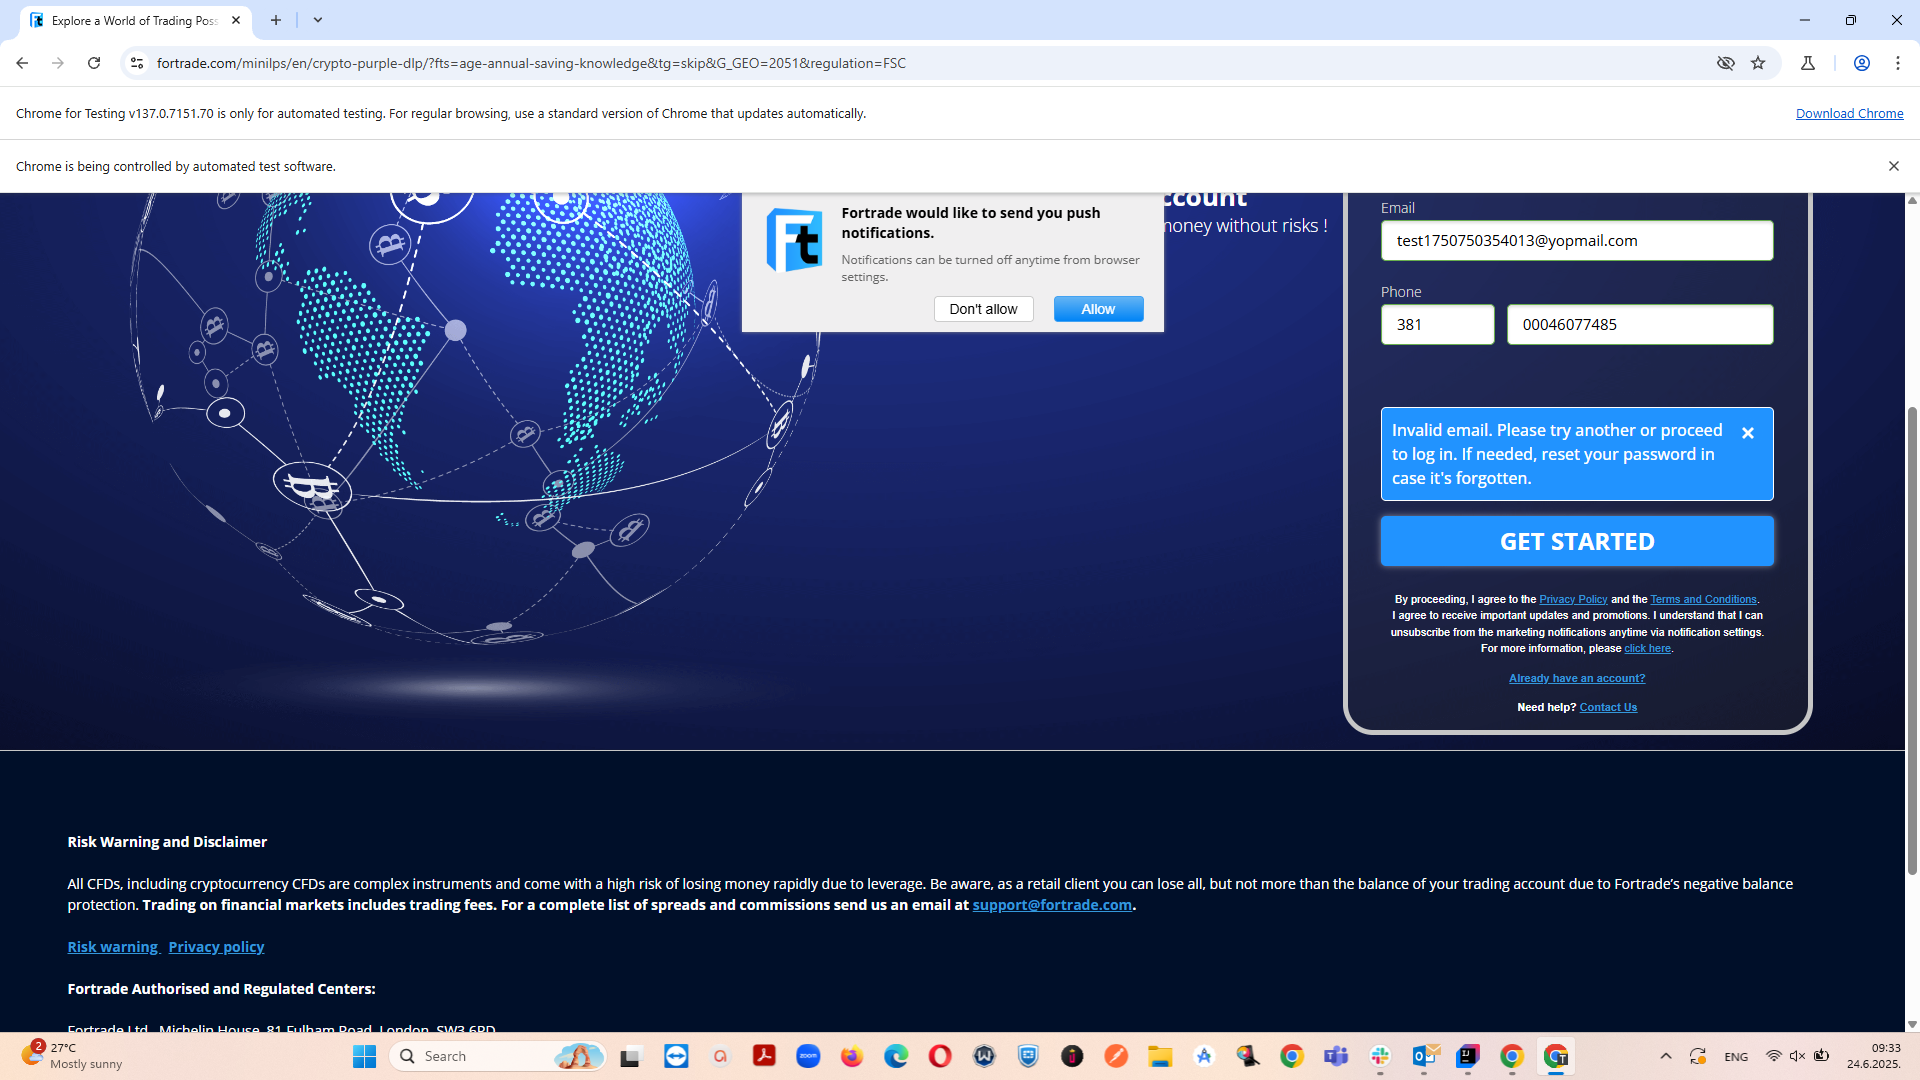 Explore a World of Trading Poss
fortrade.com/minilps/en/crypto-purple-dlp/?fts=age-annual-saving-knowledge&tg=skip&G_GEO=2051&regulation=FSC
Chrome for Testing v137.0.7151.70 is only for automated testing. For regular browsing, use a standard version of Chrome that updates automatically.
Download Chrome
Chrome is being controlled by automated test software.
Fortrade would like to send you push
notifications.
Notifications can be turned off anytime from browser
settings.
Don't allow
Allow
ccount
money without risks !
Email
test1750750354013@yopmail.com
Phone
381
00046077485
Invalid email. Please try another or proceed
to log in. If needed, reset your password in
case it's forgotten.
GET STARTED
By proceeding, I agree to the Privacy Policy and the Terms and Conditions.
I agree to receive important updates and promotions. I understand that I can
unsubscribe from the marketing notifications anytime via notification settings.
For more information, please click here.
Already have an account?
Need help? Contact Us
Risk Warning and Disclaimer
All CFDs, including cryptocurrency CFDs are complex instruments and come with a high risk of losing money rapidly due to leverage. Be aware, as a retail client you can lose all, but not more than the balance of your trading account due to Fortrade’s negative balance
protection. Trading on financial markets includes trading fees. For a complete list of spreads and commissions send us an email at support@fortrade.com.
Risk warning Privacy policy
Fortrade Authorised and Regulated Centers:
Fortrade Ltd., Michelin House, 81 Fulham Road, London, SW3 6RD
2
27°C
Mostly sunny
Search
zoom
ENG
09:33
24.6.2025.